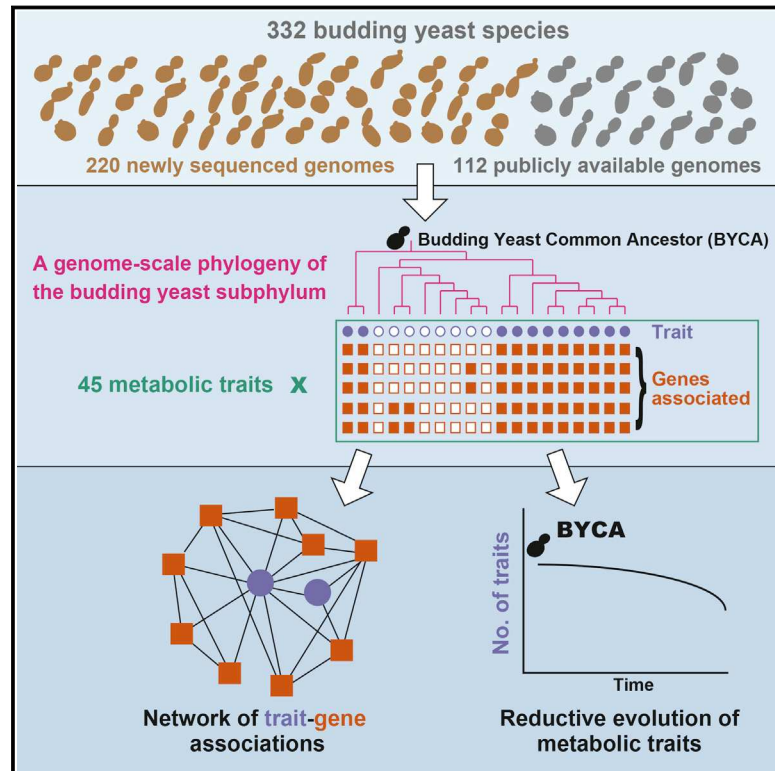 332 budding yeast species
220 newly sequenced genomes
112 publicly available genomes
Budding Yeast Common Ancestor (BYCA)
A genome-scale phylogeny of
the budding yeast subphylum
Trait
45 metabolic traits X
Genes
associated
BYCA
No. of traits
Time
Network of trait-gene
associations
Reductive evolution of
metabolic traits